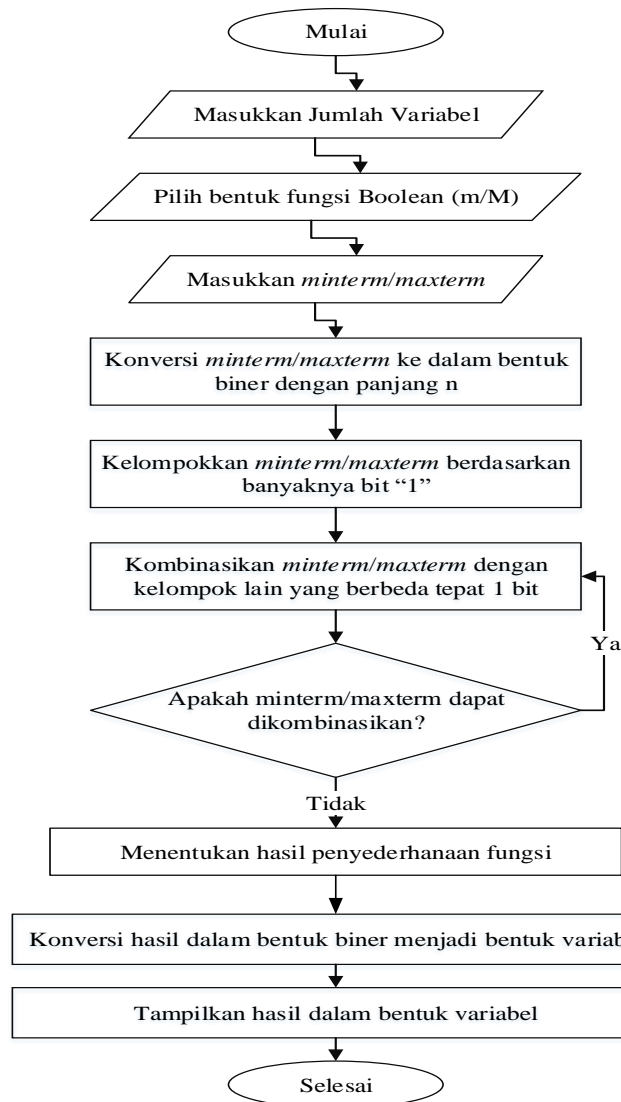 Mulai
Masukkan Jumlah Variabel
Pilih bentuk fungsi Boolean (m/M)
Masukkan minterm/maxterm
Konversi minterm/maxterm ke dalam bentuk
biner dengan panjang n
Kelompokkan minterm/maxterm berdasarkan
banyaknya bit “1”
Kombinasikan minterm/maxterm dengan
kelompok lain yang berbeda tepat 1 bit
Ya
Apakah minterm/maxterm dapat
dikombinasikan?
Tidak
Menentukan hasil penyederhanaan fungsi
Konversi hasil dalam bentuk biner menjadi bentuk
Tampilkan hasil dalam bentuk variabel
Selesai